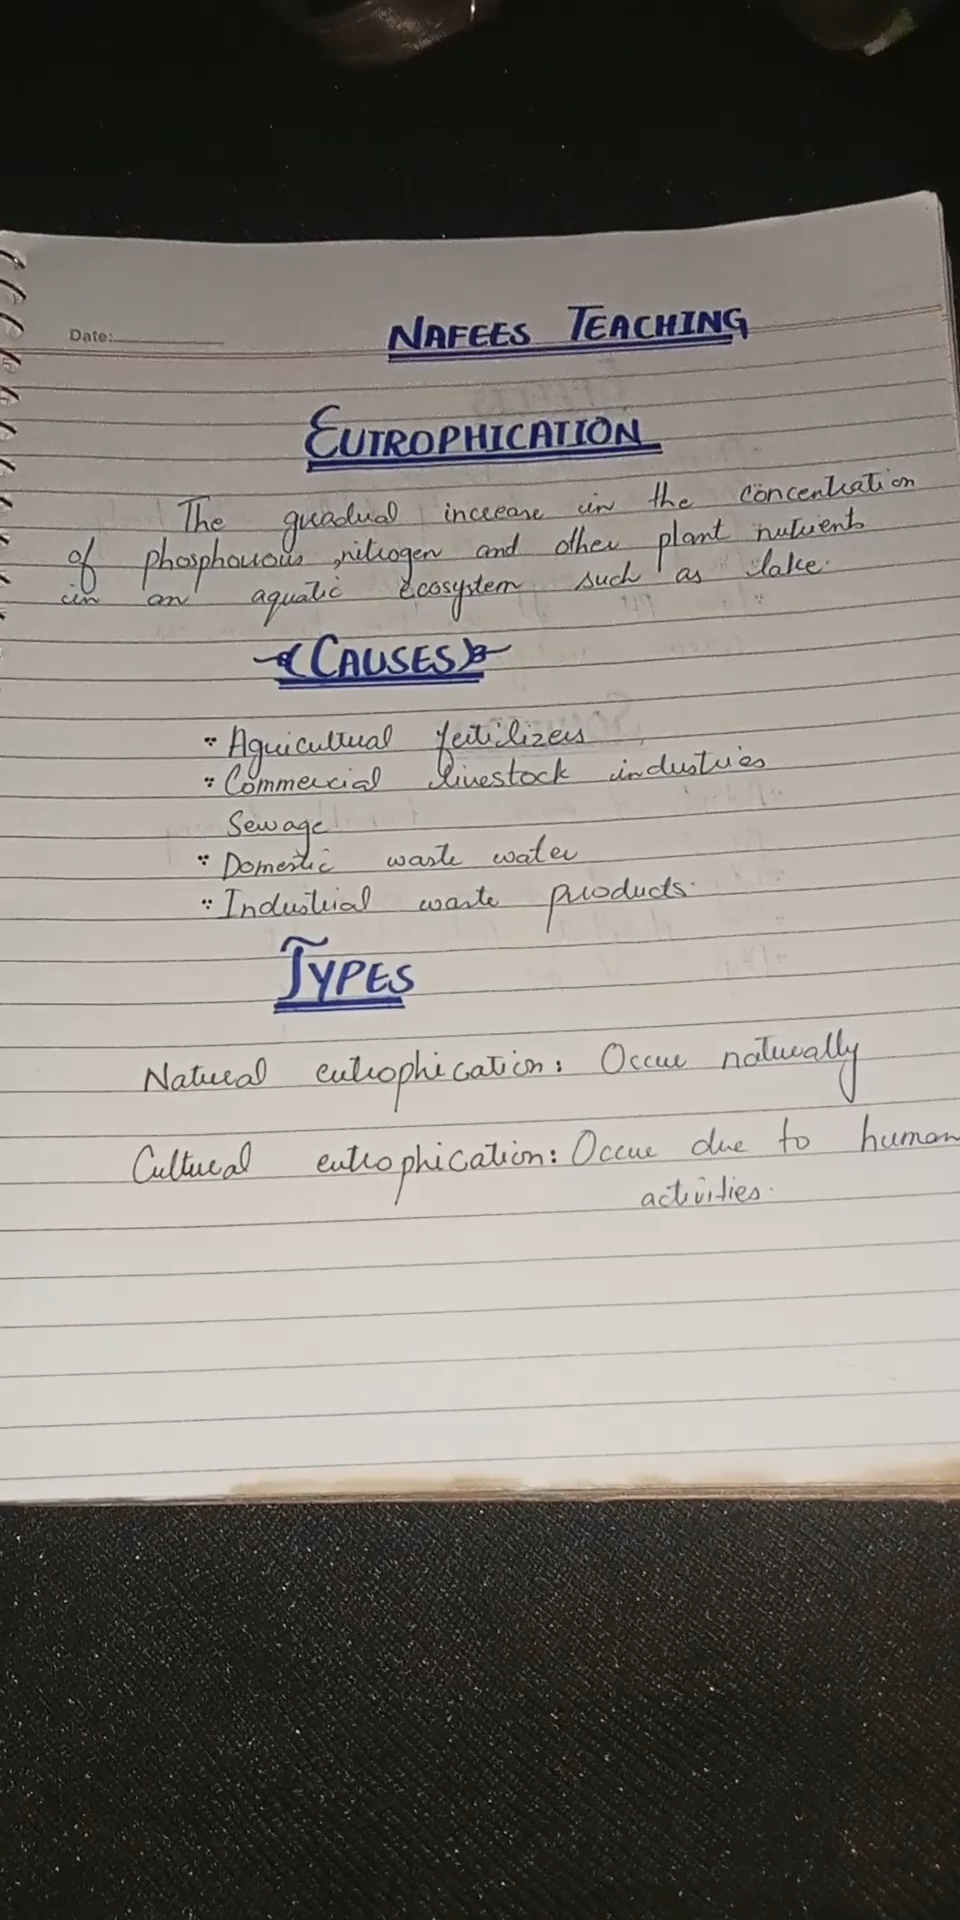 Date:
NAFEES TEACHING
EUTROPHICATION
The gradual increase in the concentration
of phosphorous, nitrogen and other plant nutrients
in an aquatic ecosystem such as lake.
CAUSES
Agricultural fertilizers
Commercial livestock industries
Sewage
Domestic waste water
Industrial waste products.
TYPES
Natural eutrophication: Occur naturally
Cultural eutrophication: Occur due to human
activities.